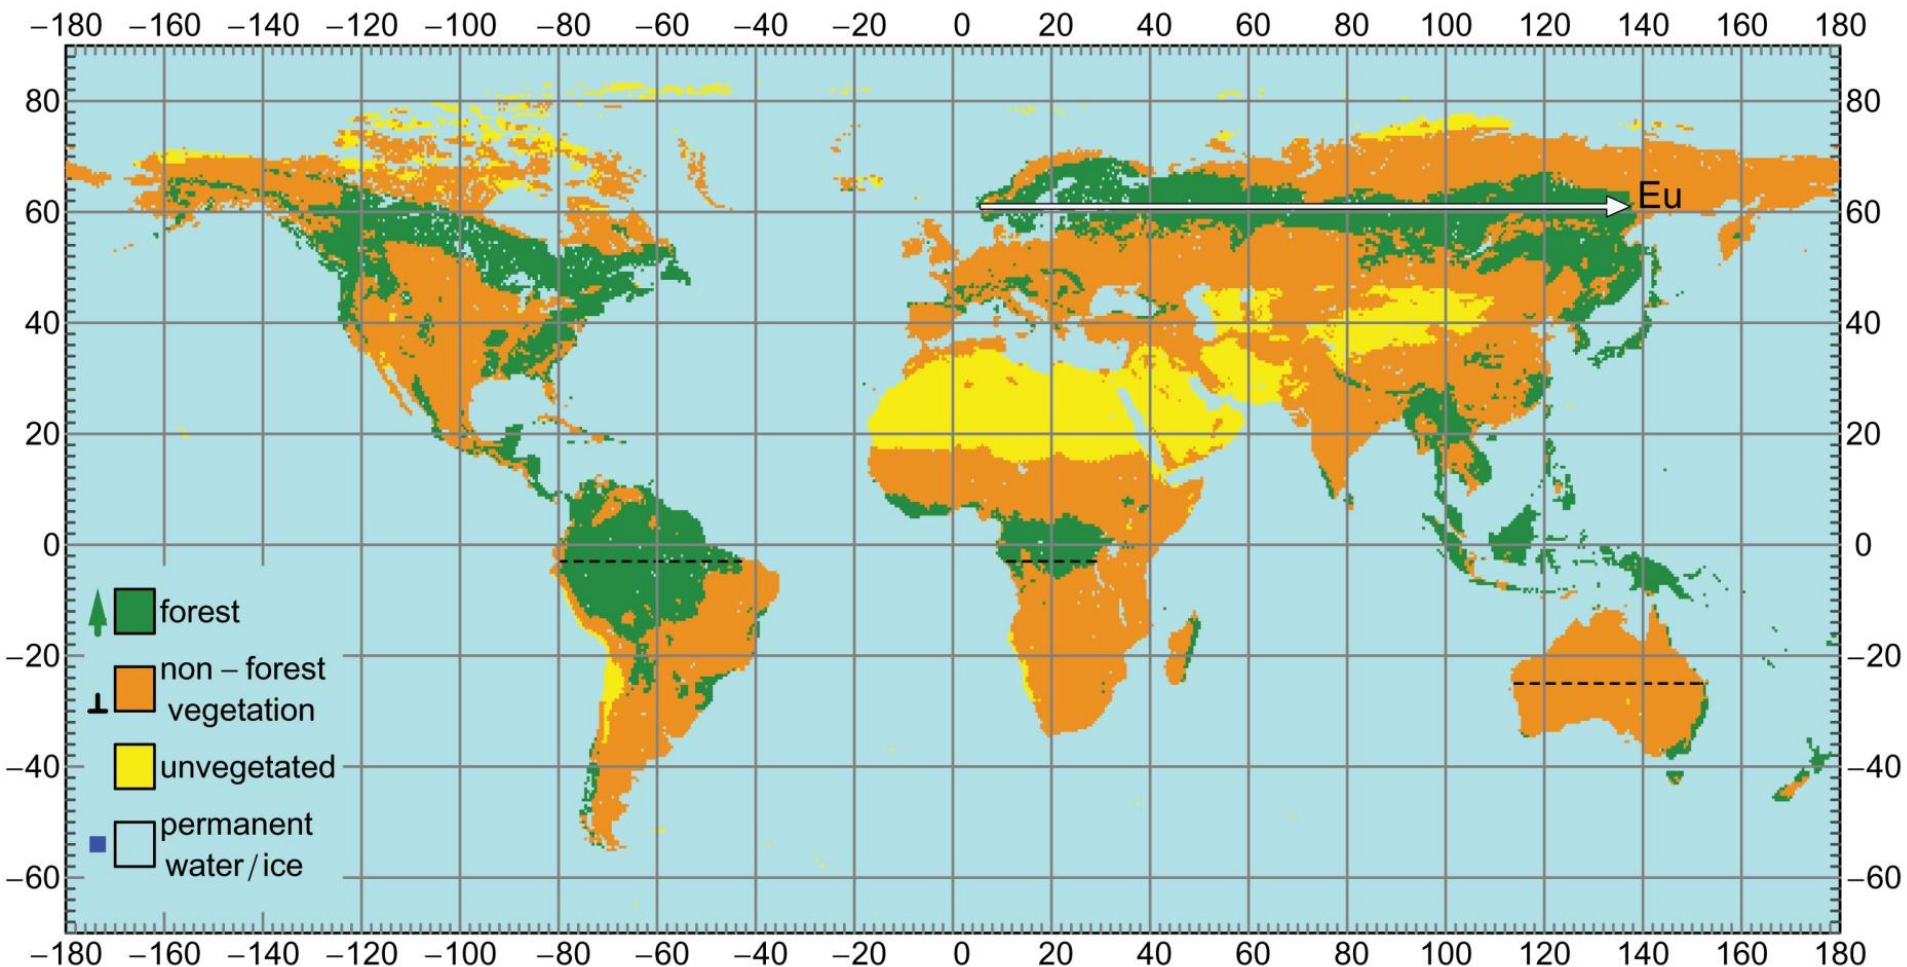 −180 −160 −140 −120 −100 −80 −60 −40 −20 0 20 40 60 80 100 120 140 160 180
80 80
Eu
60 60
40 40
20 20
0 0
forest
−20 −20
non – forest
vegetation
−40 −40
unvegetated
permanent
water / ice
−60 −60
−180 −160 −140 −120 −100 −80 −60 −40 −20 0 20 40 60 80 100 120 140 160 180